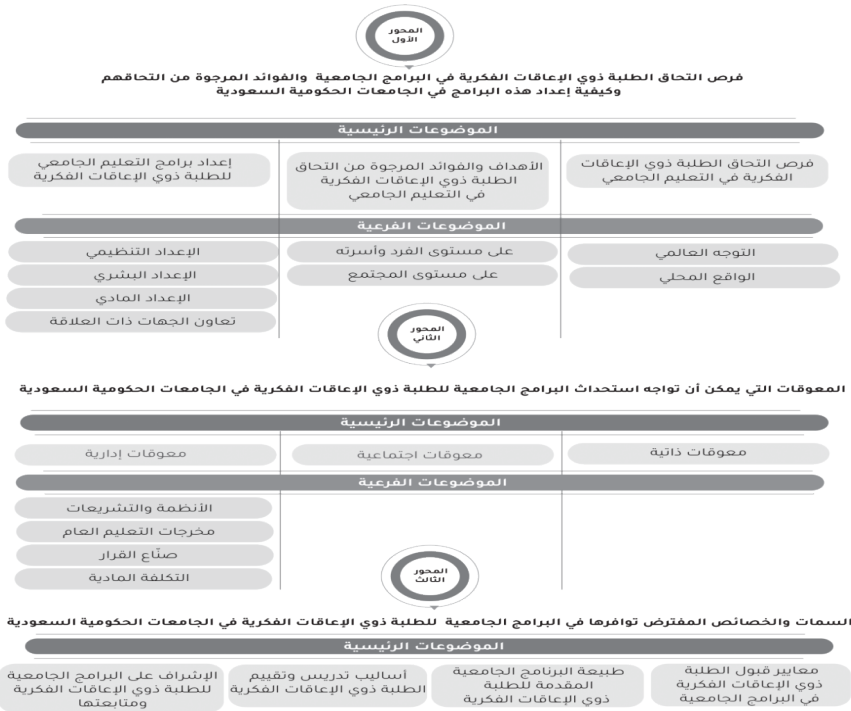 المحور
الأول
فرص التحاق الطلبة ذوي الإعاقات الفكرية في البرامج الجامعية والفوائد المرجوة من التحاقهم
وكيفية إعداد هذه البرامج في الجامعات الحكومية السعودية
الموضوعات الرئيسية
فرص التحاق الطلبة ذوي الإعاقات
الفكرية في التعليم الجامعي
الأهداف والفوائد المرجوة من التحاق
الطلبة ذوي الإعاقات الفكرية
في التعليم الجامعي
إعداد برامج التعليم الجامعي
للطلبة ذوي الإعاقات الفكرية
الموضوعات الفرعية
التوجه العالمي
الواقع المحلي
على مستوى الفرد وأسرته
على مستوى المجتمع
الإعداد التنظيمي
الإعداد البشري
الإعداد المادي
تعاون الجهات ذات العلاقة
المحور
الثاني
المعوقات التي يمكن أن تواجه استحداث البرامج الجامعية للطلبة ذوي الإعاقات الفكرية في الجامعات الحكومية السعودية
الموضوعات الرئيسية
معوقات ذاتية
معوقات اجتماعية
معوقات إدارية
الموضوعات الفرعية
الأنظمة والتشريعات
مخرجات التعليم العام
صنّاع القرار
التكلفة المادية
المحور
الثالث
السمات والخصائص المفترض توافرها في البرامج الجامعية للطلبة ذوي الإعاقات الفكرية في الجامعات الحكومية السعودية
الموضوعات الرئيسية
معايير قبول الطلبة
ذوي الإعاقات الفكرية
في البرامج الجامعية
طبيعة البرنامج الجامعية
المقدمة للطلبة
ذوي الإعاقات الفكرية
أساليب تدريس وتقييم
الطلبة ذوي الإعاقات الفكرية
الإشراف على البرامج الجامعية
للطلبة ذوي الإعاقات الفكرية
ومتابعتها